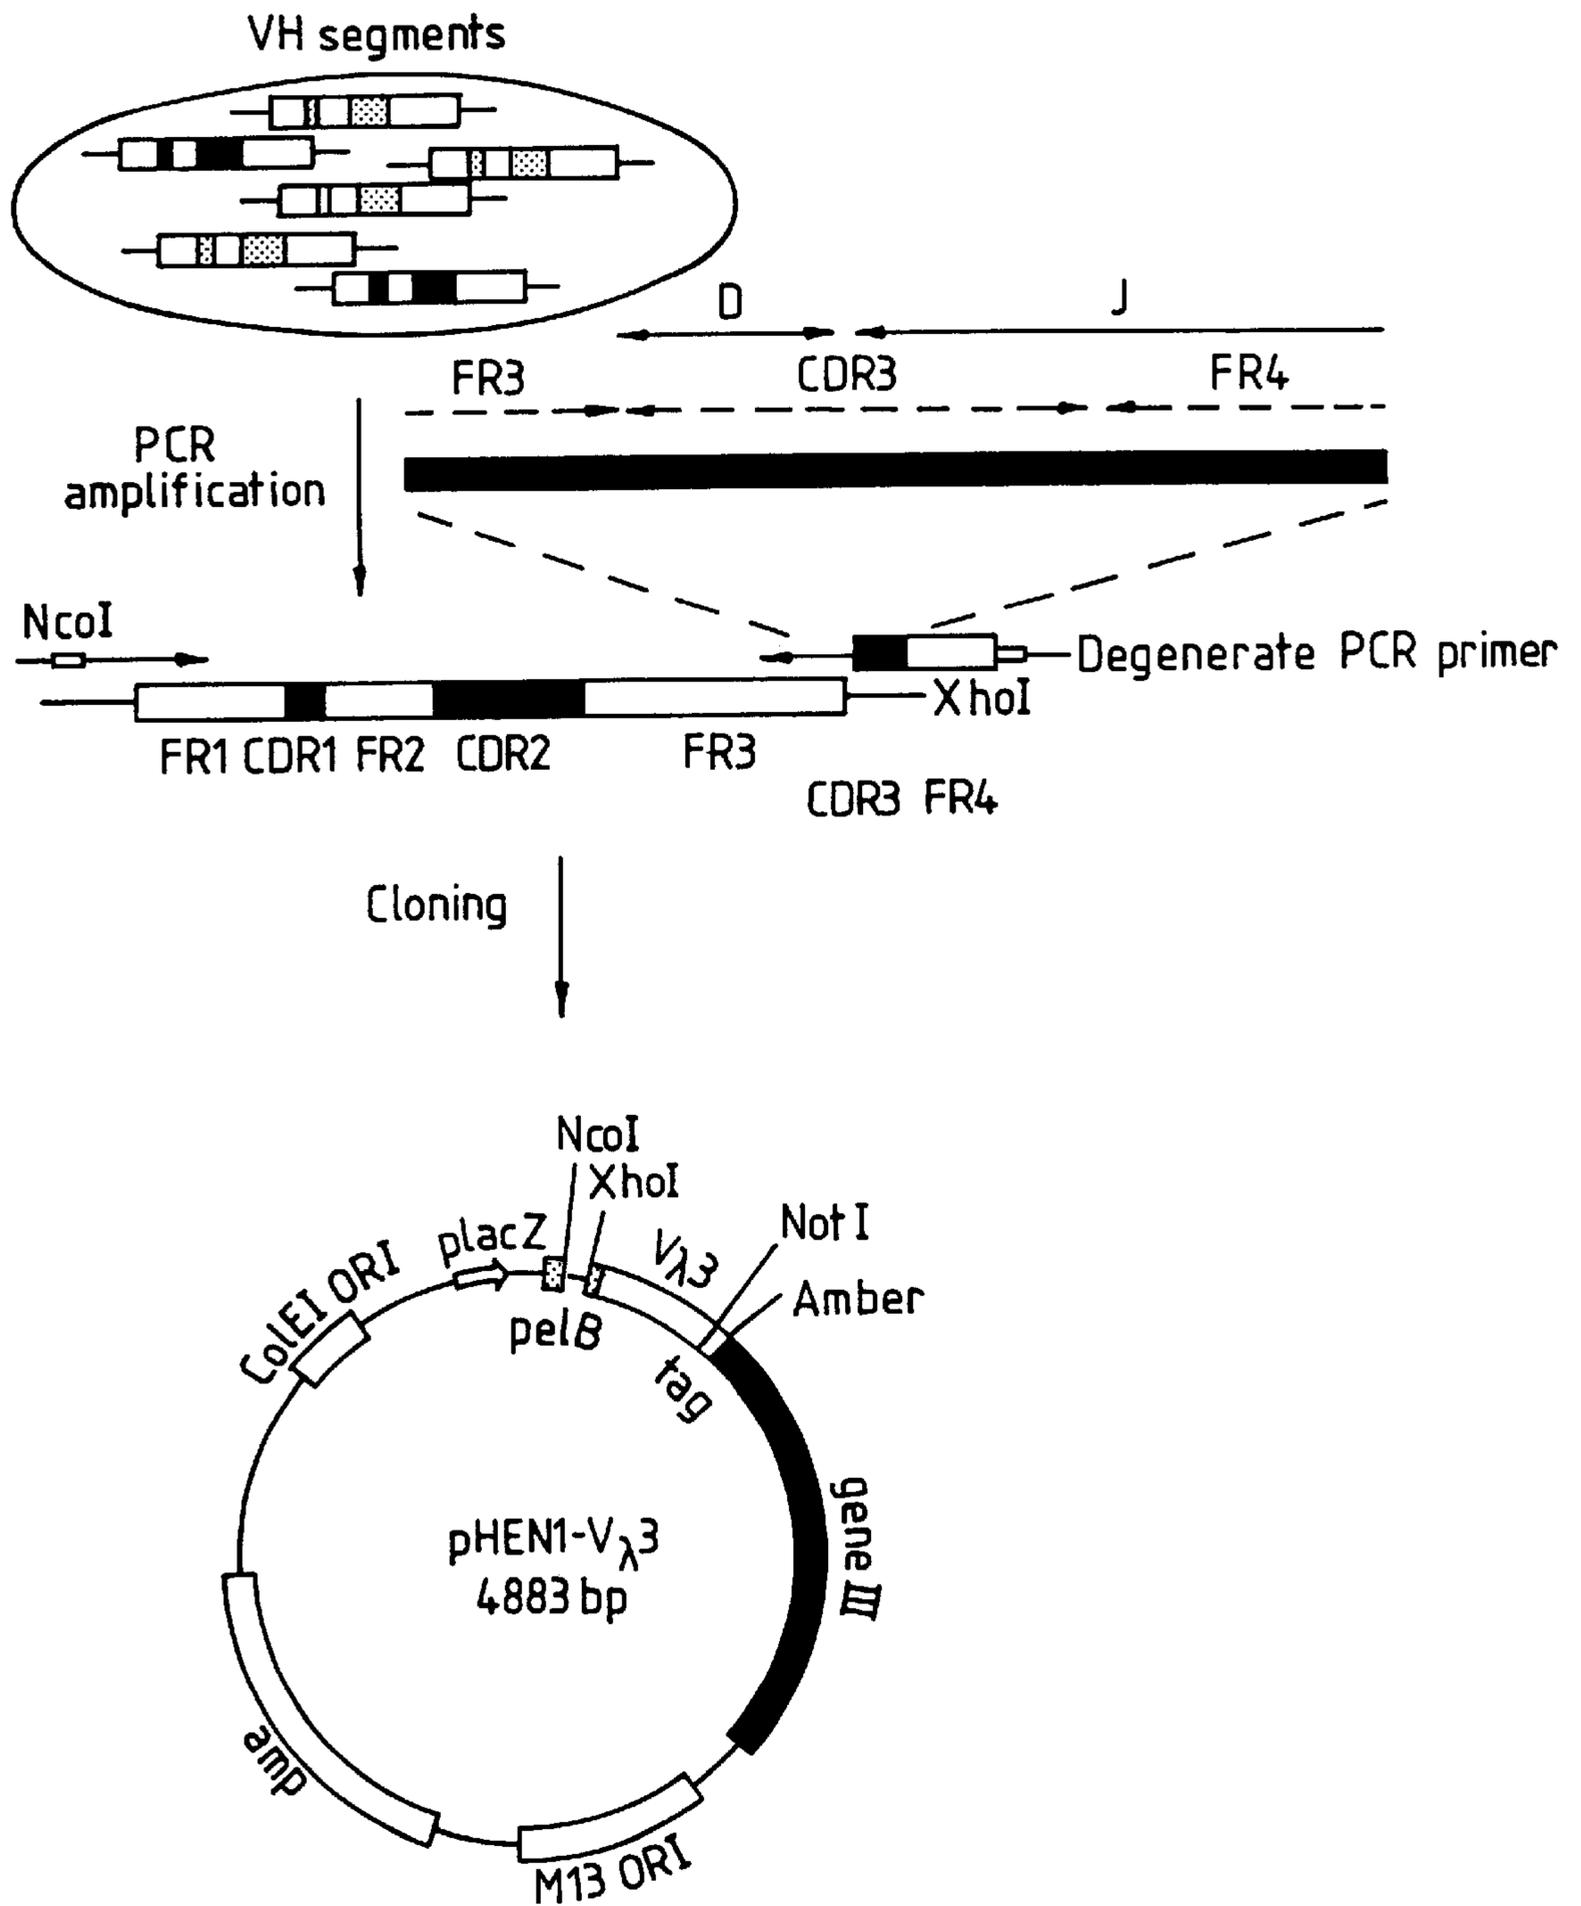 VH segments
D
J
FR3
CDR3
FR4
PCR
amplification
NcoI
Degenerate PCR primer
XhoI
FR1 CDR1 FR2 CDR2 FR3
CDR3 FR4
Cloning
NcoI
XhoI
NotI
placZ
Vλ3
Amber
ColEI ORI
pelB
tag
gene III
pHEN1-Vλ3
4883 bp
amp
M13 ORI